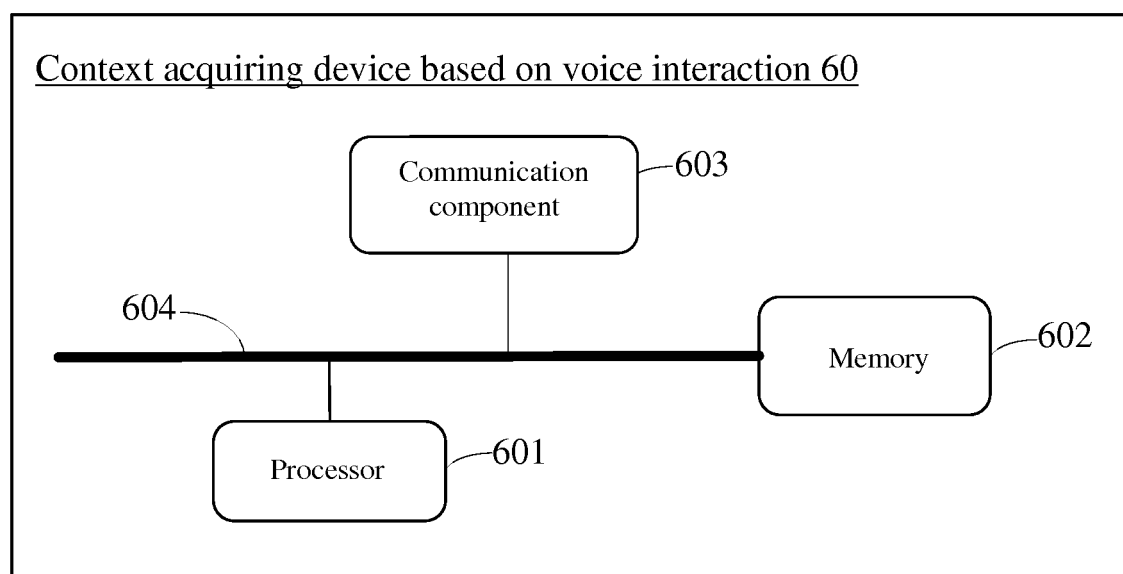 Context acquiring device based on voice interaction 60
Communication
component
603
604
Memory
602
Processor
601